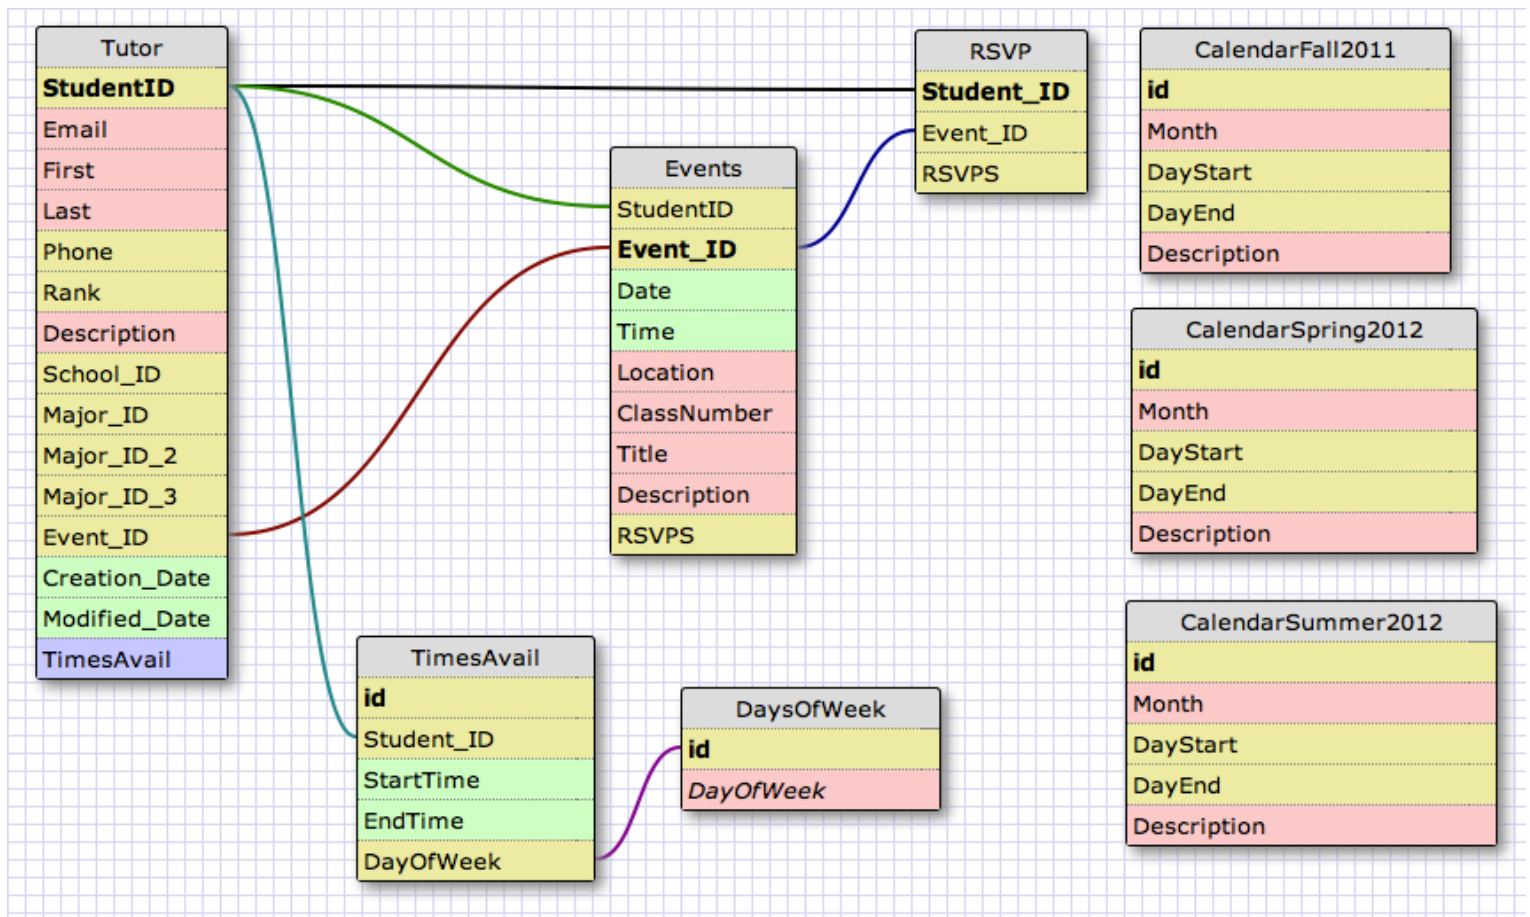 Tutor
StudentID
Email
First
Last
Phone
Rank
Description
School_ID
Major_ID
Major_ID_2
Major_ID_3
Event_ID
Creation_Date
Modified_Date
TimesAvail
Events
StudentID
Event_ID
Date
Time
Location
ClassNumber
Title
Description
RSVPS
RSVP
Student_ID
Event_ID
RSVPS
TimesAvail
id
Student_ID
StartTime
EndTime
DayOfWeek
DaysOfWeek
id
DayOfWeek
CalendarFall2011
id
Month
DayStart
DayEnd
Description
CalendarSpring2012
id
Month
DayStart
DayEnd
Description
CalendarSummer2012
id
Month
DayStart
DayEnd
Description